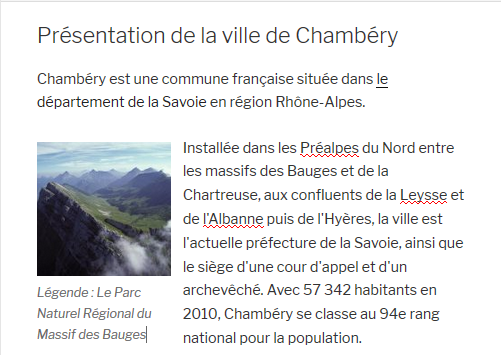 Présentation de la ville de Chambéry
Chambéry est une commune française située dans le
département de la Savoie en région Rhône-Alpes.
Installée dans les Préalpes du Nord entre
les massifs des Bauges et de la
Chartreuse, aux confluents de la Leysse et
de l'Albanne puis de l'Hyères, la ville est
l'actuelle préfecture de la Savoie, ainsi que
le siège d'une cour d'appel et d'un
archevêché. Avec 57 342 habitants en
2010, Chambéry se classe au 94e rang
national pour la population.
Légende : Le Parc
Naturel Régional du
Massif des Bauges